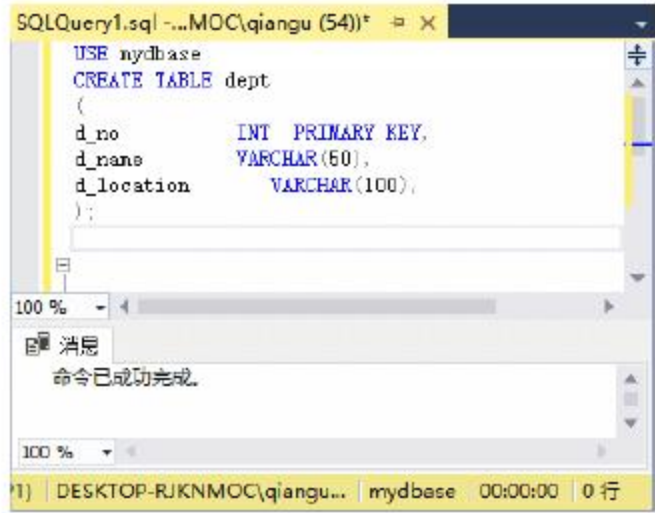 SQLQuery1.sql -...MOC\qiangu (54))*
USE mydbase
CREATE TABLE dept
(
d_no INT PRIMARY KEY,
d_name VARCHAR(50),
d_location VARCHAR(100),
);
100 %
消息
命令已成功完成。
100 %
DESKTOP-RJKNMOC\qiangu... mydbase 00:00:00 0 行